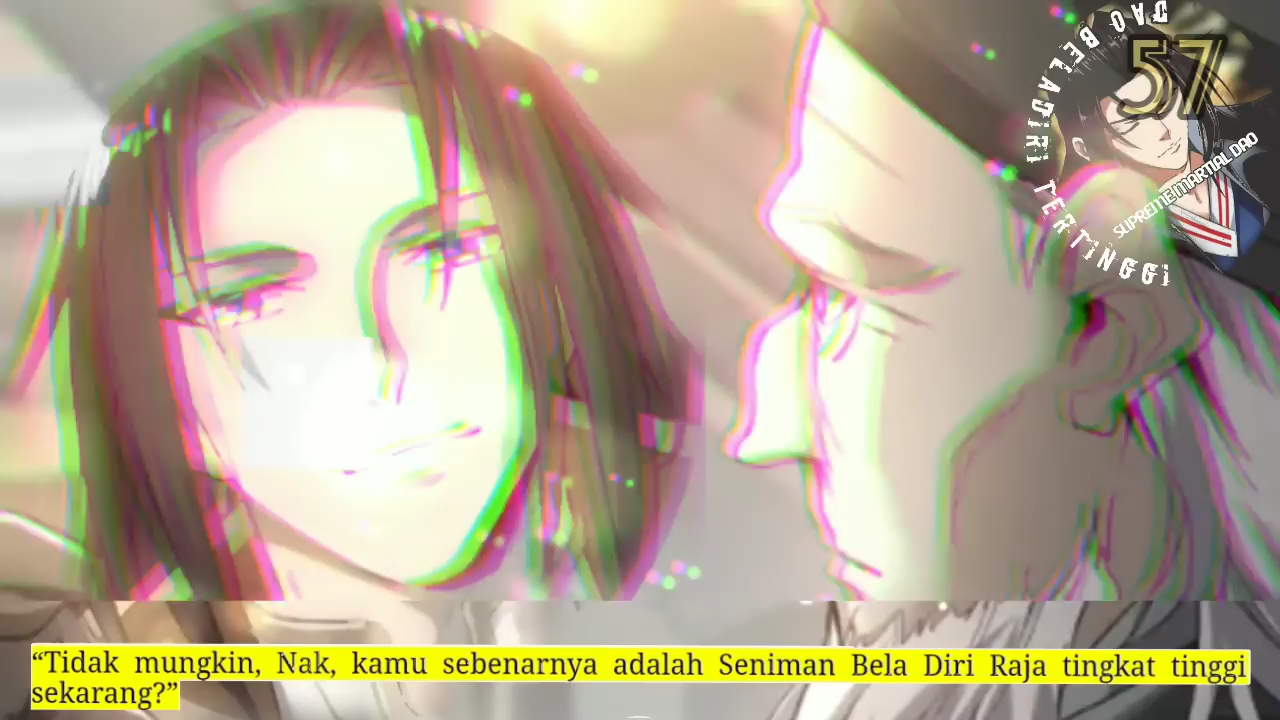 DAO BELADIRI TERTINGGI
57
SUPREME MARTIAL DAO
“Tidak mungkin, Nak, kamu sebenarnya adalah Seniman Bela Diri Raja tingkat tinggi
sekarang?”